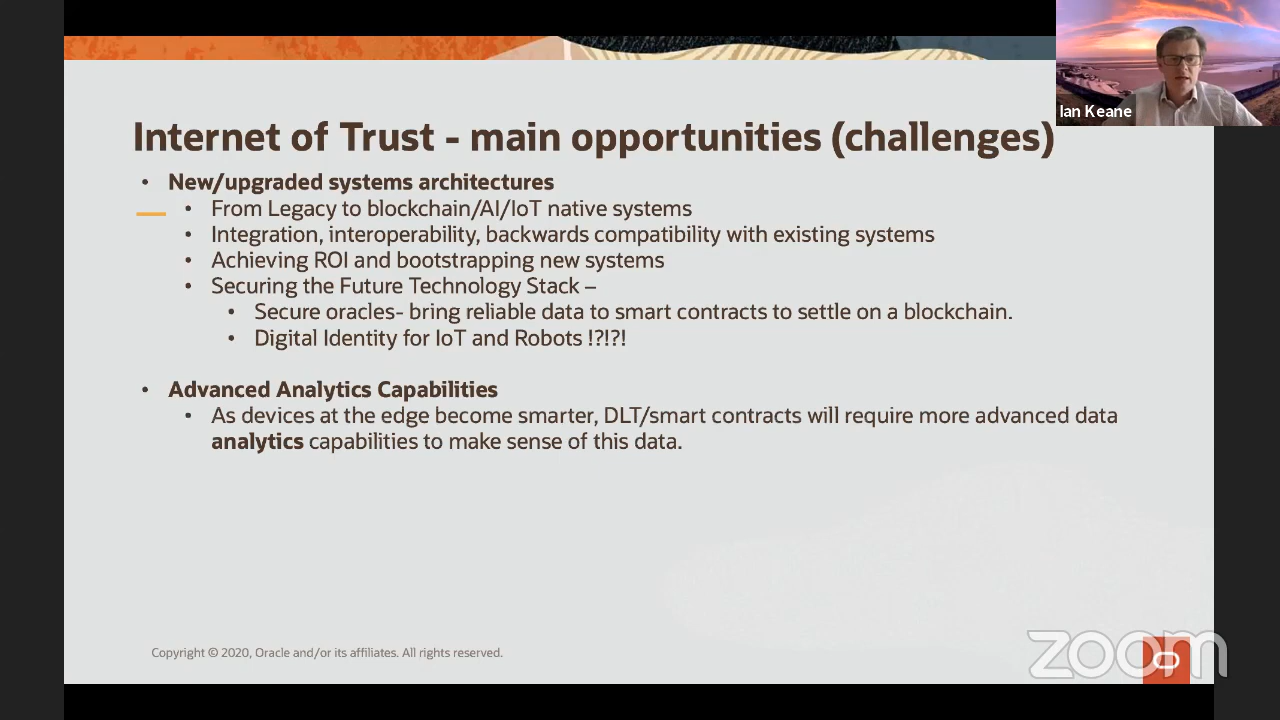 Ian Keane
Internet of Trust - main opportunities (challenges)
• New/upgraded systems architectures
• From Legacy to blockchain/AI/IoT native systems
• Integration, interoperability, backwards compatibility with existing systems
• Achieving ROI and bootstrapping new systems
• Securing the Future Technology Stack –
• Secure oracles- bring reliable data to smart contracts to settle on a blockchain.
• Digital Identity for IoT and Robots !?!?!
• Advanced Analytics Capabilities
• As devices at the edge become smarter, DLT/smart contracts will require more advanced data
analytics capabilities to make sense of this data.
Copyright © 2020, Oracle and/or its affiliates. All rights reserved.
zoom